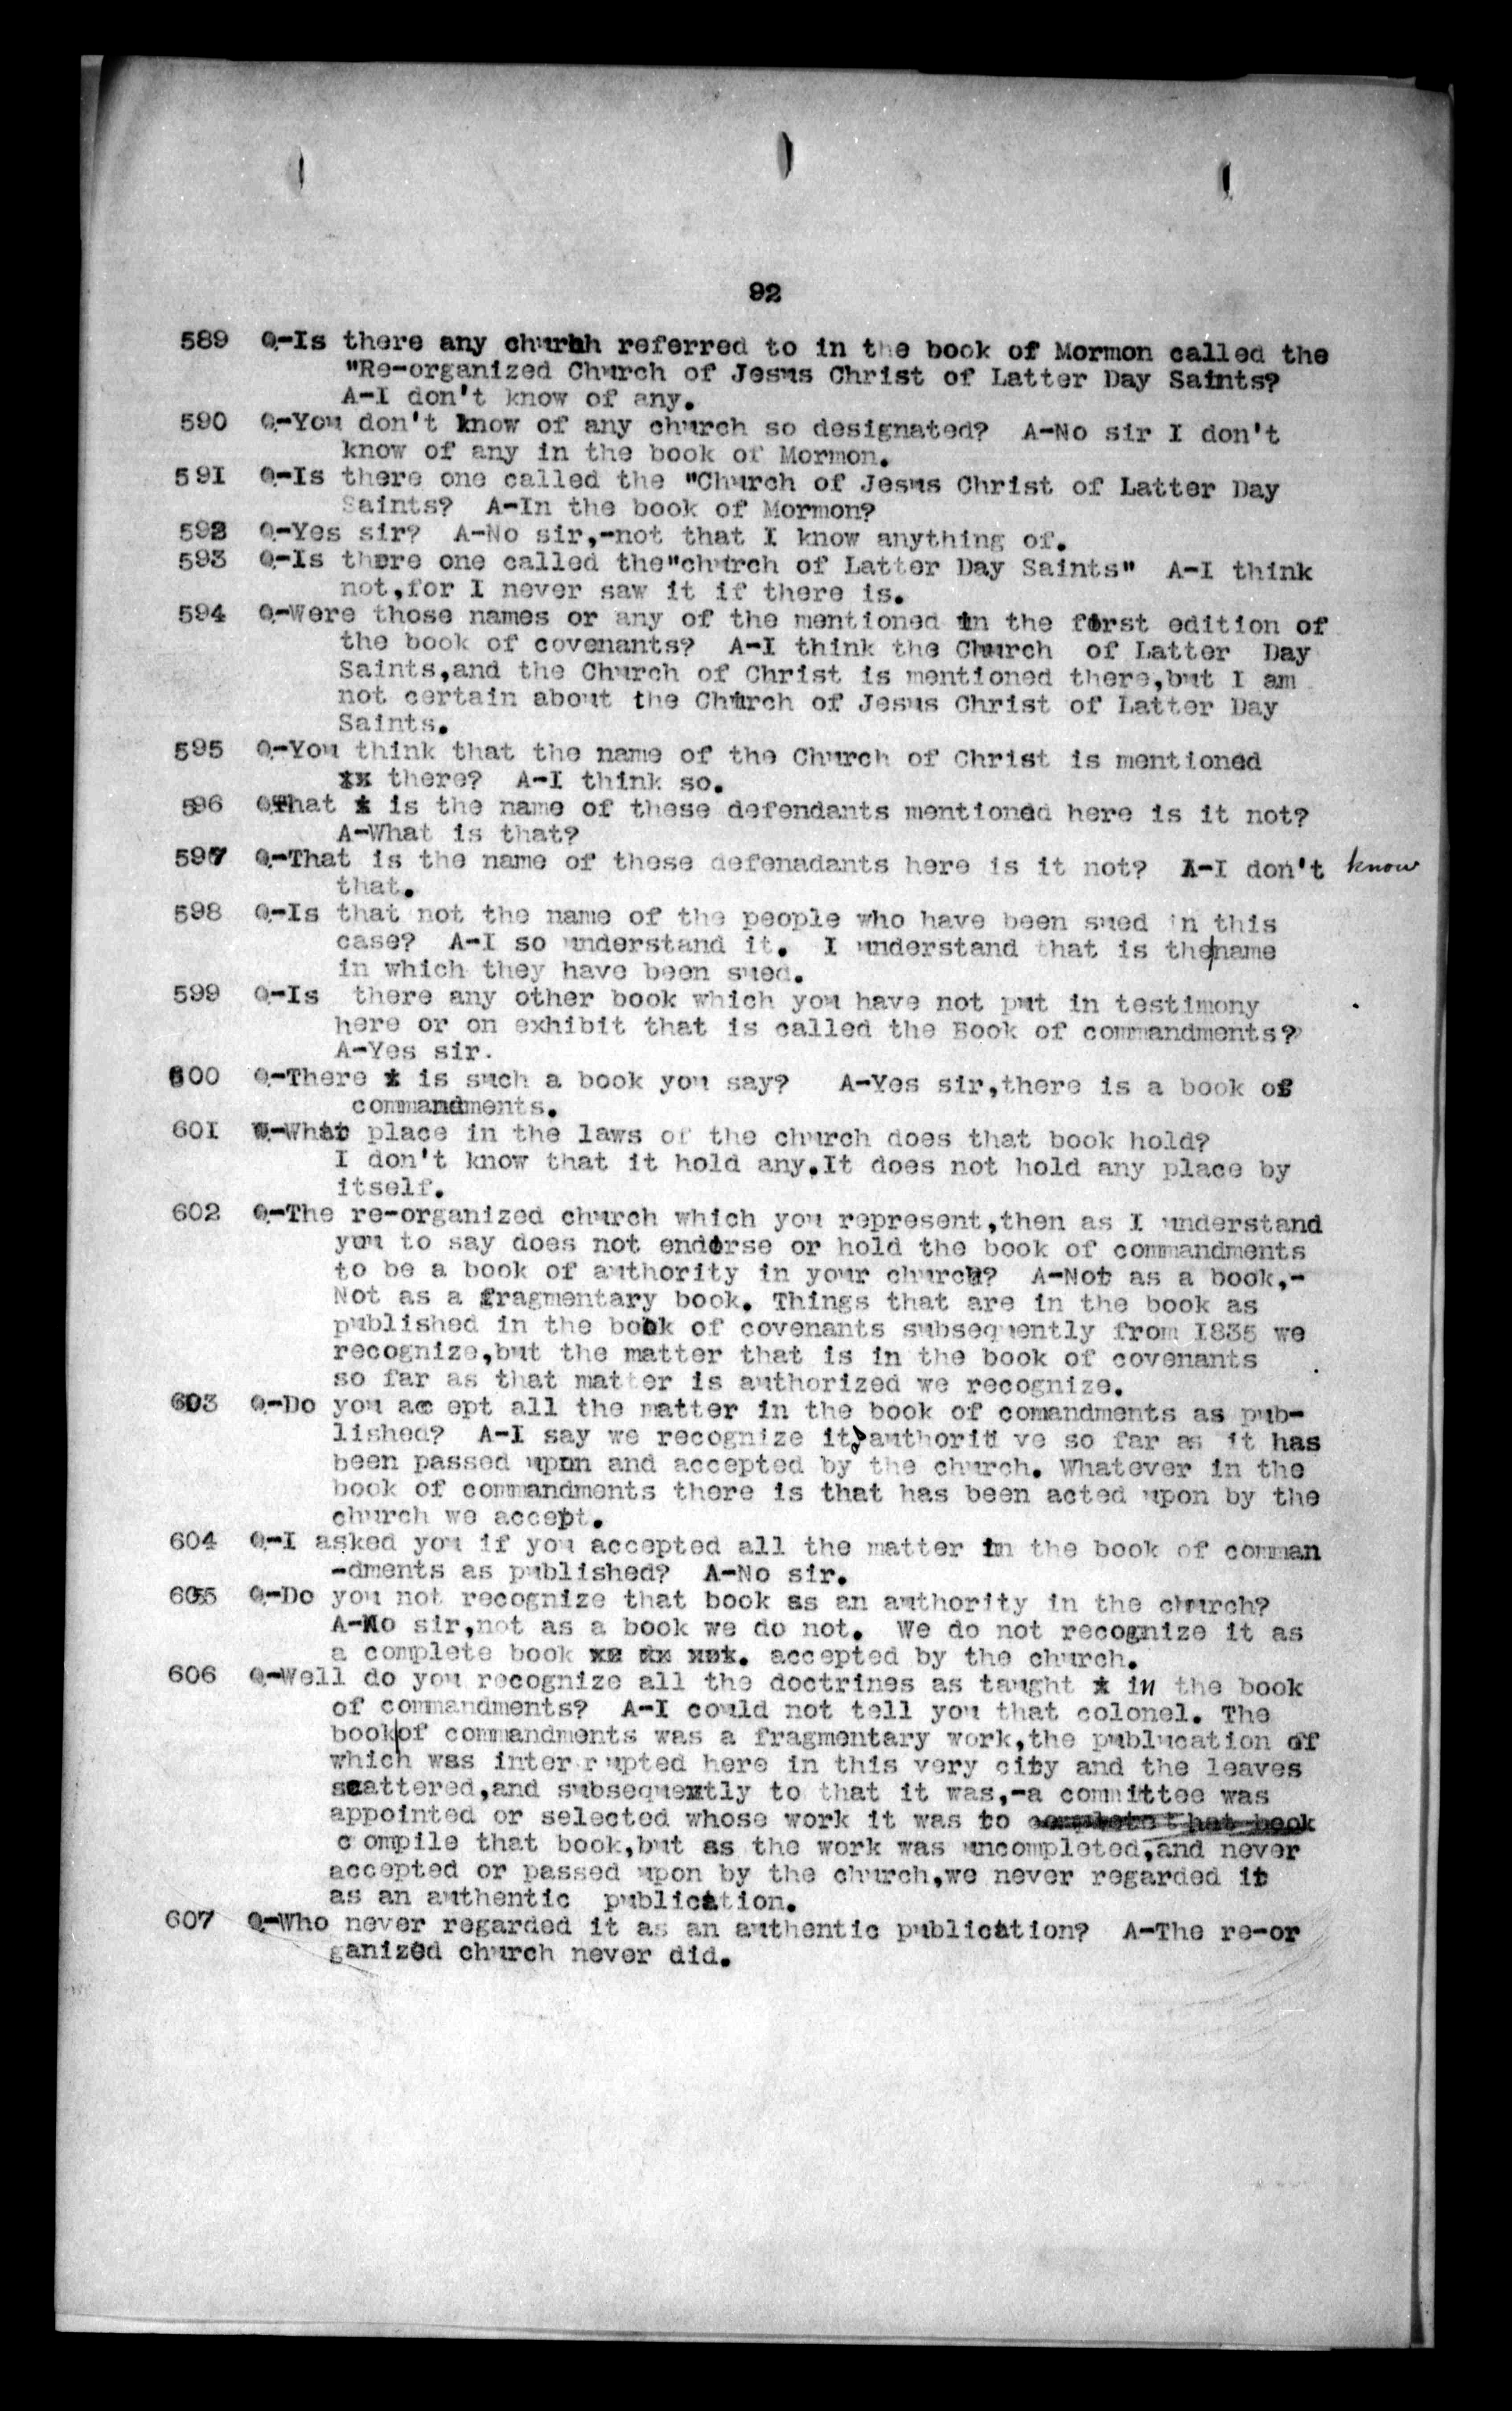 92
589 Q-Is there any churhh referred to in the book of Mormon called the
"Re-organized Church of Jesus Christ of Latter Day Saints?
A-I don't know of any.
590 Q-You don't know of any church so designated? A-No sir I don't
know of any in the book of Mormon.
591 Q-Is there one called the "Church of Jesus Christ of Latter Day
Saints? A-In the book of Mormon?
592 Q-Yes sir? A-No sir,-not that I know anything of.
593 Q-Is there one called the"church of Latter Day Saints" A-I think
not,for I never saw it if there is.
594 Q-Were those names or any of the mentioned in the first edition of
the book of covenants? A-I think the Church of Latter Day
Saints,and the Church of Christ is mentioned there,but I am
not certain about the Church of Jesus Christ of Latter Day
Saints.
595 Q-You think that the name of the Church of Christ is mentioned
xx there? A-I think so.
596 Q-That x is the name of these defendants mentioned here is it not?
A-What is that?
597 Q-That is the name of these defenadants here is it not? A-I don't know
that.
598 Q-Is that not the name of the people who have been sued in this
case? A-I so understand it. I understand that is the|name
in which they have been sued.
599 Q-Is there any other book which you have not put in testimony
here or on exhibit that is called the Book of commandments?
A-Yes sir.
600 Q-There x is such a book you say? A-Yes sir,there is a book of
commandments.
601 Q-What place in the laws of the church does that book hold?
I don't know that it hold any.It does not hold any place by
itself.
602 Q-The re-organized church which you represent,then as I understand
you to say does not endorse or hold the book of commandments
to be a book of authority in your church? A-Not as a book,-
Not as a fragmentary book. Things that are in the book as
published in the book of covenants subsequently from I835 we
recognize,but the matter that is in the book of covenants
so far as that matter is authorized we recognize.
603 Q-Do you acc ept all the matter in the book of comandments as pub-
lished? A-I say we recognize it, authoriti ve so far as it has
been passed upon and accepted by the church. Whatever in the
book of commandments there is that has been acted upon by the
church we accept.
604 Q-I asked you if you accepted all the matter in the book of comman
-dments as published? A-No sir.
605 Q-Do you not recognize that book as an authority in the church?
A-No sir,not as a book we do not. We do not recognize it as
a complete book xx xx xxx. accepted by the church.
606 Q-Well do you recognize all the doctrines as taught x in the book
of commandments? A-I could not tell you that colonel. The
book|of commandments was a fragmentary work,the publucation of
which was inter rupted here in this very city and the leaves
scattered,and subsequently to that it was,-a committee was
appointed or selected whose work it was to complete that book
c ompile that book,but as the work was uncompleted,and never
accepted or passed upon by the church,we never regarded it
as an authentic publication.
607 Q-Who never regarded it as an authentic publication? A-The re-or
ganized church never did.